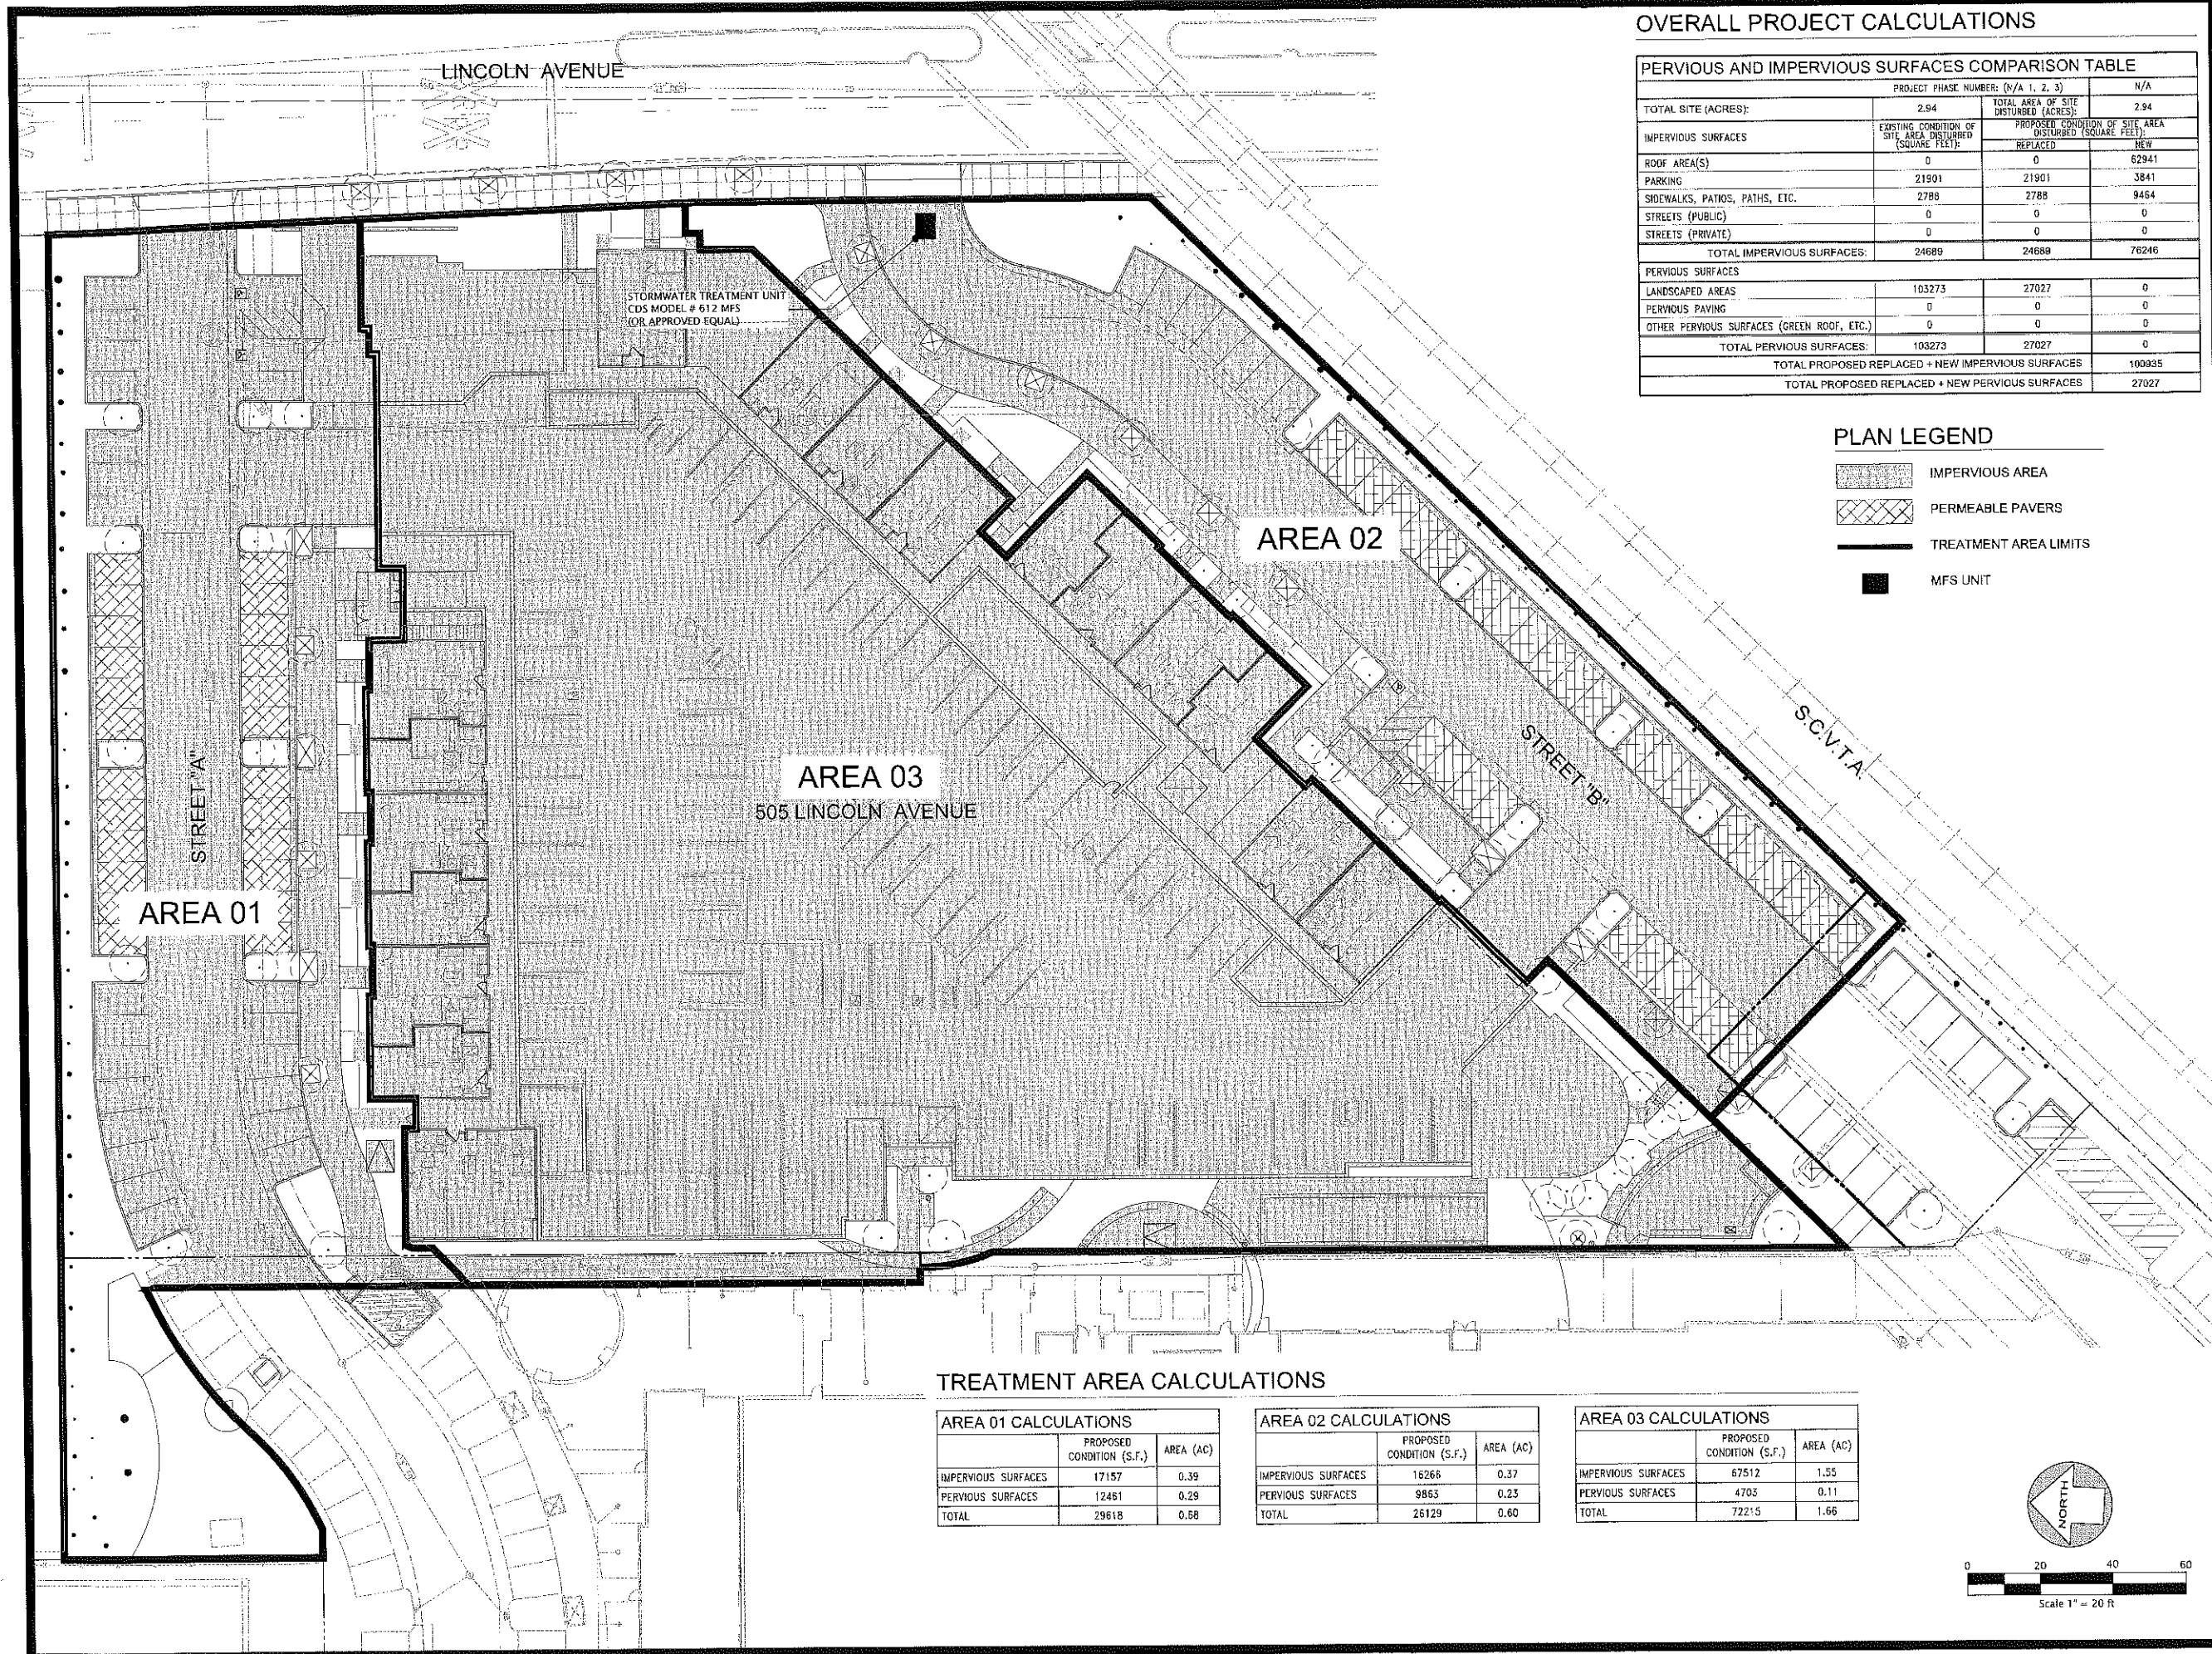 OVERALL PROJECT CALCULATIONS
PERVIOUS AND IMPERVIOUS SURFACES COMPARISON TABLE
PROJECT PHASE NUMBER: (N/A 1, 2, 3) N/A
TOTAL SITE (ACRES): 2.94 TOTAL AREA OF SITE DISTURBED (ACRES): 2.94
IMPERVIOUS SURFACES EXISTING CONDITION OF SITE AREA DISTURBED (SQUARE FEET): PROPOSED CONDITION OF SITE AREA DISTURBED (SQUARE FEET):
REPLACED NEW
ROOF AREA(S) 0 0 62941
PARKING 21901 21901 3841
SIDEWALKS, PATIOS, PATHS, ETC. 2788 2788 9464
STREETS (PUBLIC) 0 0 0
STREETS (PRIVATE) 0 0 0
TOTAL IMPERVIOUS SURFACES: 24689 24689 76246
PERVIOUS SURFACES
LANDSCAPED AREAS 103273 27027 0
PERVIOUS PAVING 0 0 0
OTHER PERVIOUS SURFACES (GREEN ROOF, ETC.) 0 0 0
TOTAL PERVIOUS SURFACES: 103273 27027 0
TOTAL PROPOSED REPLACED + NEW IMPERVIOUS SURFACES 100935
TOTAL PROPOSED REPLACED + NEW PERVIOUS SURFACES 27027
PLAN LEGEND
IMPERVIOUS AREA
PERMEABLE PAVERS
TREATMENT AREA LIMITS
MFS UNIT
LINCOLN AVENUE
STORMWATER TREATMENT UNIT
CDS MODEL # 612 MFS
(OR APPROVED EQUAL)
AREA 02
S.C.V.T.A.
STREET "B"
AREA 03
505 LINCOLN AVENUE
STREET "A"
AREA 01
TREATMENT AREA CALCULATIONS
AREA 01 CALCULATIONS
PROPOSED CONDITION (S.F.) AREA (AC)
IMPERVIOUS SURFACES 17157 0.39
PERVIOUS SURFACES 12461 0.29
TOTAL 29618 0.68
AREA 02 CALCULATIONS
PROPOSED CONDITION (S.F.) AREA (AC)
IMPERVIOUS SURFACES 16266 0.37
PERVIOUS SURFACES 9863 0.23
TOTAL 26129 0.60
AREA 03 CALCULATIONS
PROPOSED CONDITION (S.F.) AREA (AC)
IMPERVIOUS SURFACES 67512 1.55
PERVIOUS SURFACES 4703 0.11
TOTAL 72215 1.66
NORTH
0 20 40 60
Scale 1" = 20 ft